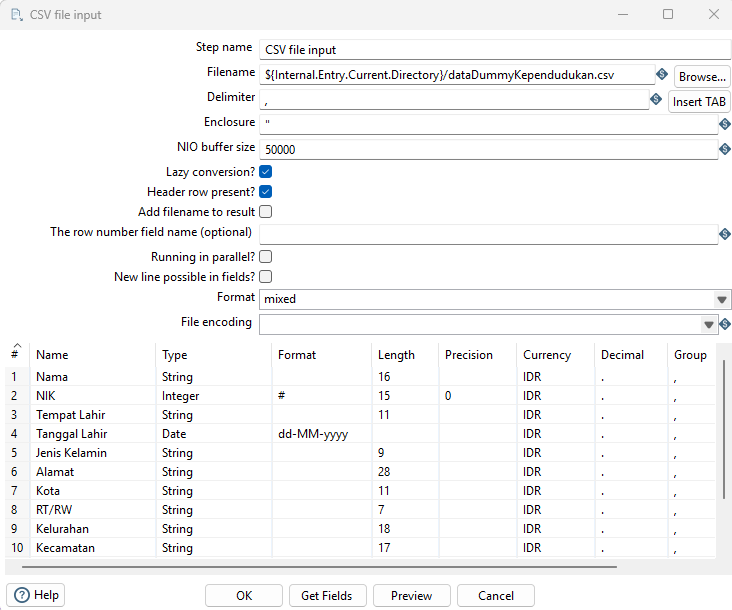 CSV file input
Step name CSV file input
Filename ${Internal.Entry.Current.Directory}/dataDummyKependudukan.csv Browse...
Delimiter , Insert TAB
Enclosure "
NIO buffer size 50000
Lazy conversion?
Header row present?
Add filename to result
The row number field name (optional)
Running in parallel?
New line possible in fields?
Format mixed
File encoding
# Name Type Format Length Precision Currency Decimal Group
1 Nama String 16 IDR . ,
2 NIK Integer # 15 0 IDR . ,
3 Tempat Lahir String 11 IDR . ,
4 Tanggal Lahir Date dd-MM-yyyy IDR . ,
5 Jenis Kelamin String 9 IDR . ,
6 Alamat String 28 IDR . ,
7 Kota String 11 IDR . ,
8 RT/RW String 7 IDR . ,
9 Kelurahan String 18 IDR . ,
10 Kecamatan String 17 IDR . ,
Help OK Get Fields Preview Cancel